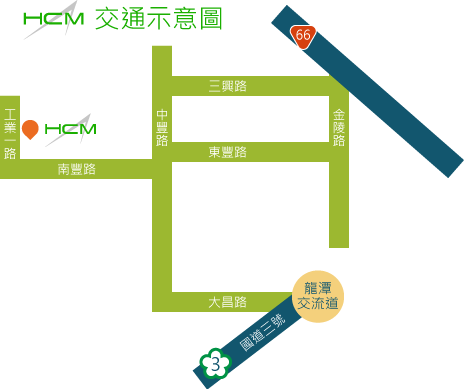 HCM 交通示意圖
66
三興路
工業一路
HCM
中豐路
金陵路
東豐路
南豐路
龍潭
交流道
大昌路
國道三號
3